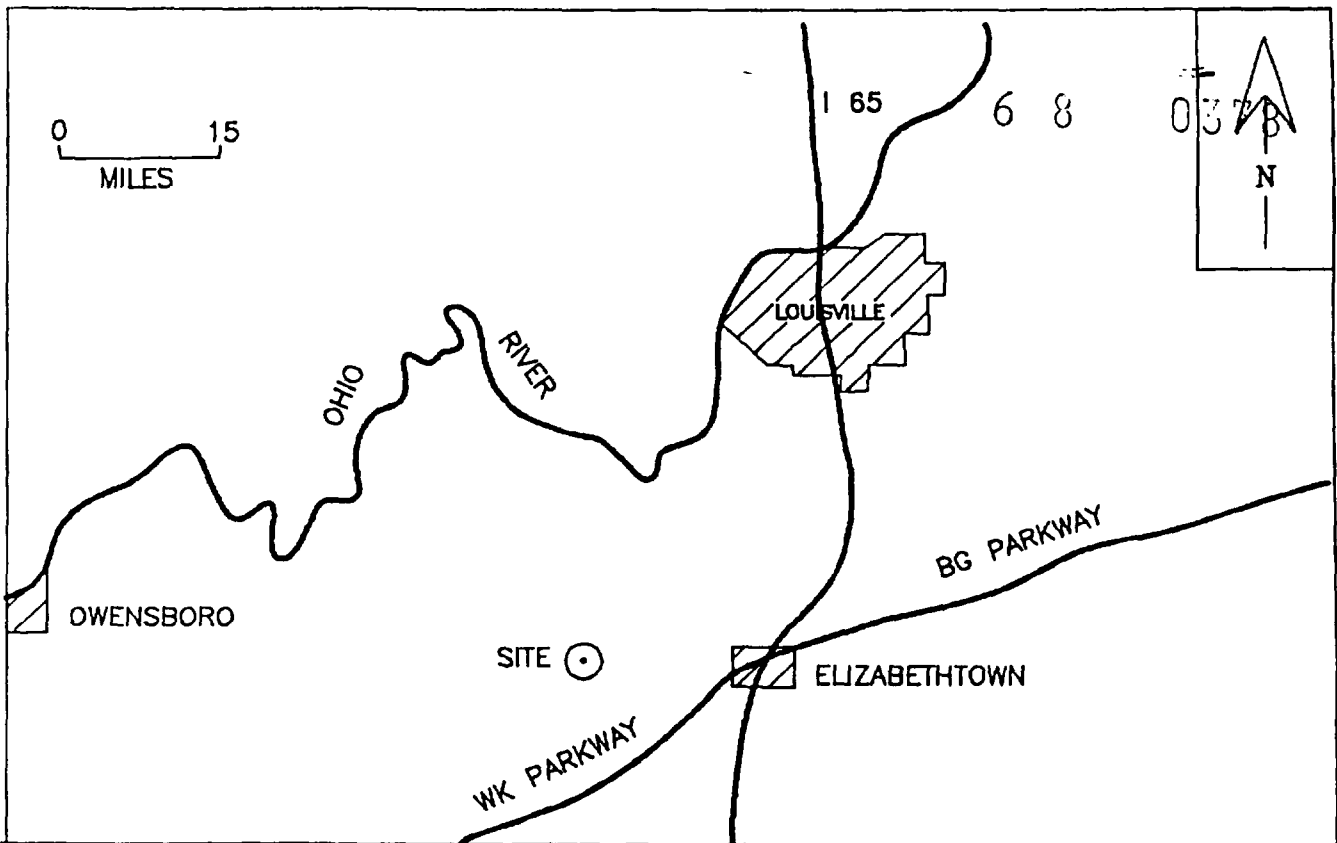 I 65
6 8
0 15
MILES
N
LOUISVILLE
OHIO
RIVER
BG PARKWAY
OWENSBORO
SITE
ELIZABETHTOWN
WK PARKWAY